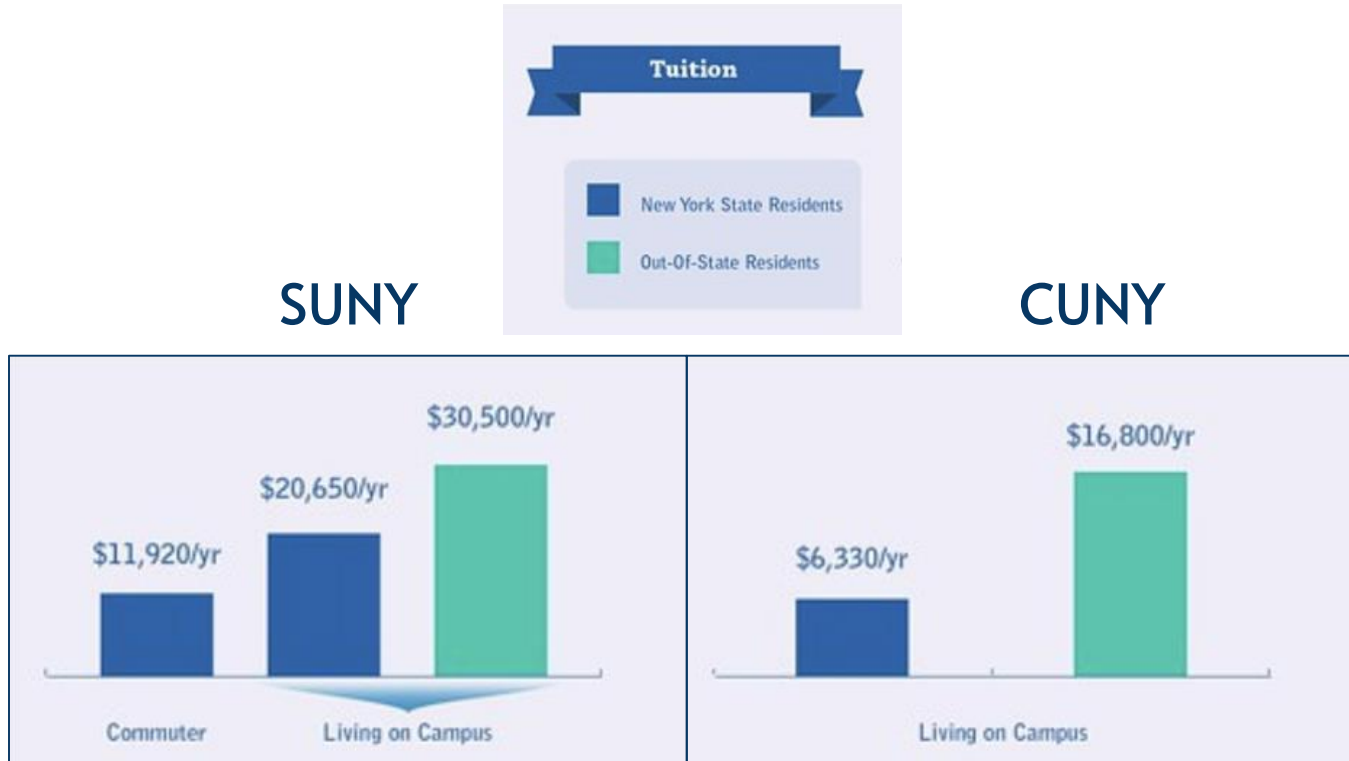 Tuition
New York State Residents
Out-Of-State Residents
SUNY
CUNY
$30,500/yr
$20,650/yr
$11,920/yr
Commuter
Living on Campus
$16,800/yr
$6,330/yr
Living on Campus